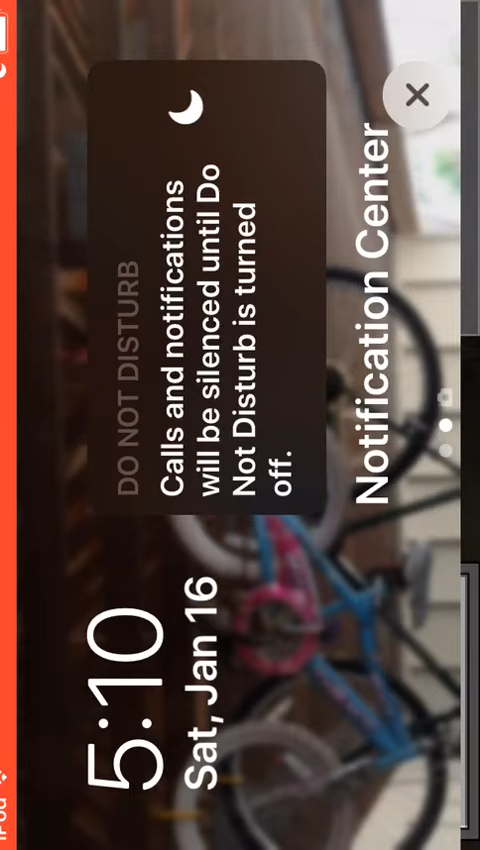 iPod
5:10
Sat, Jan 16
DO NOT DISTURB
Calls and notifications
will be silenced until Do
Not Disturb is turned
off.
Notification Center